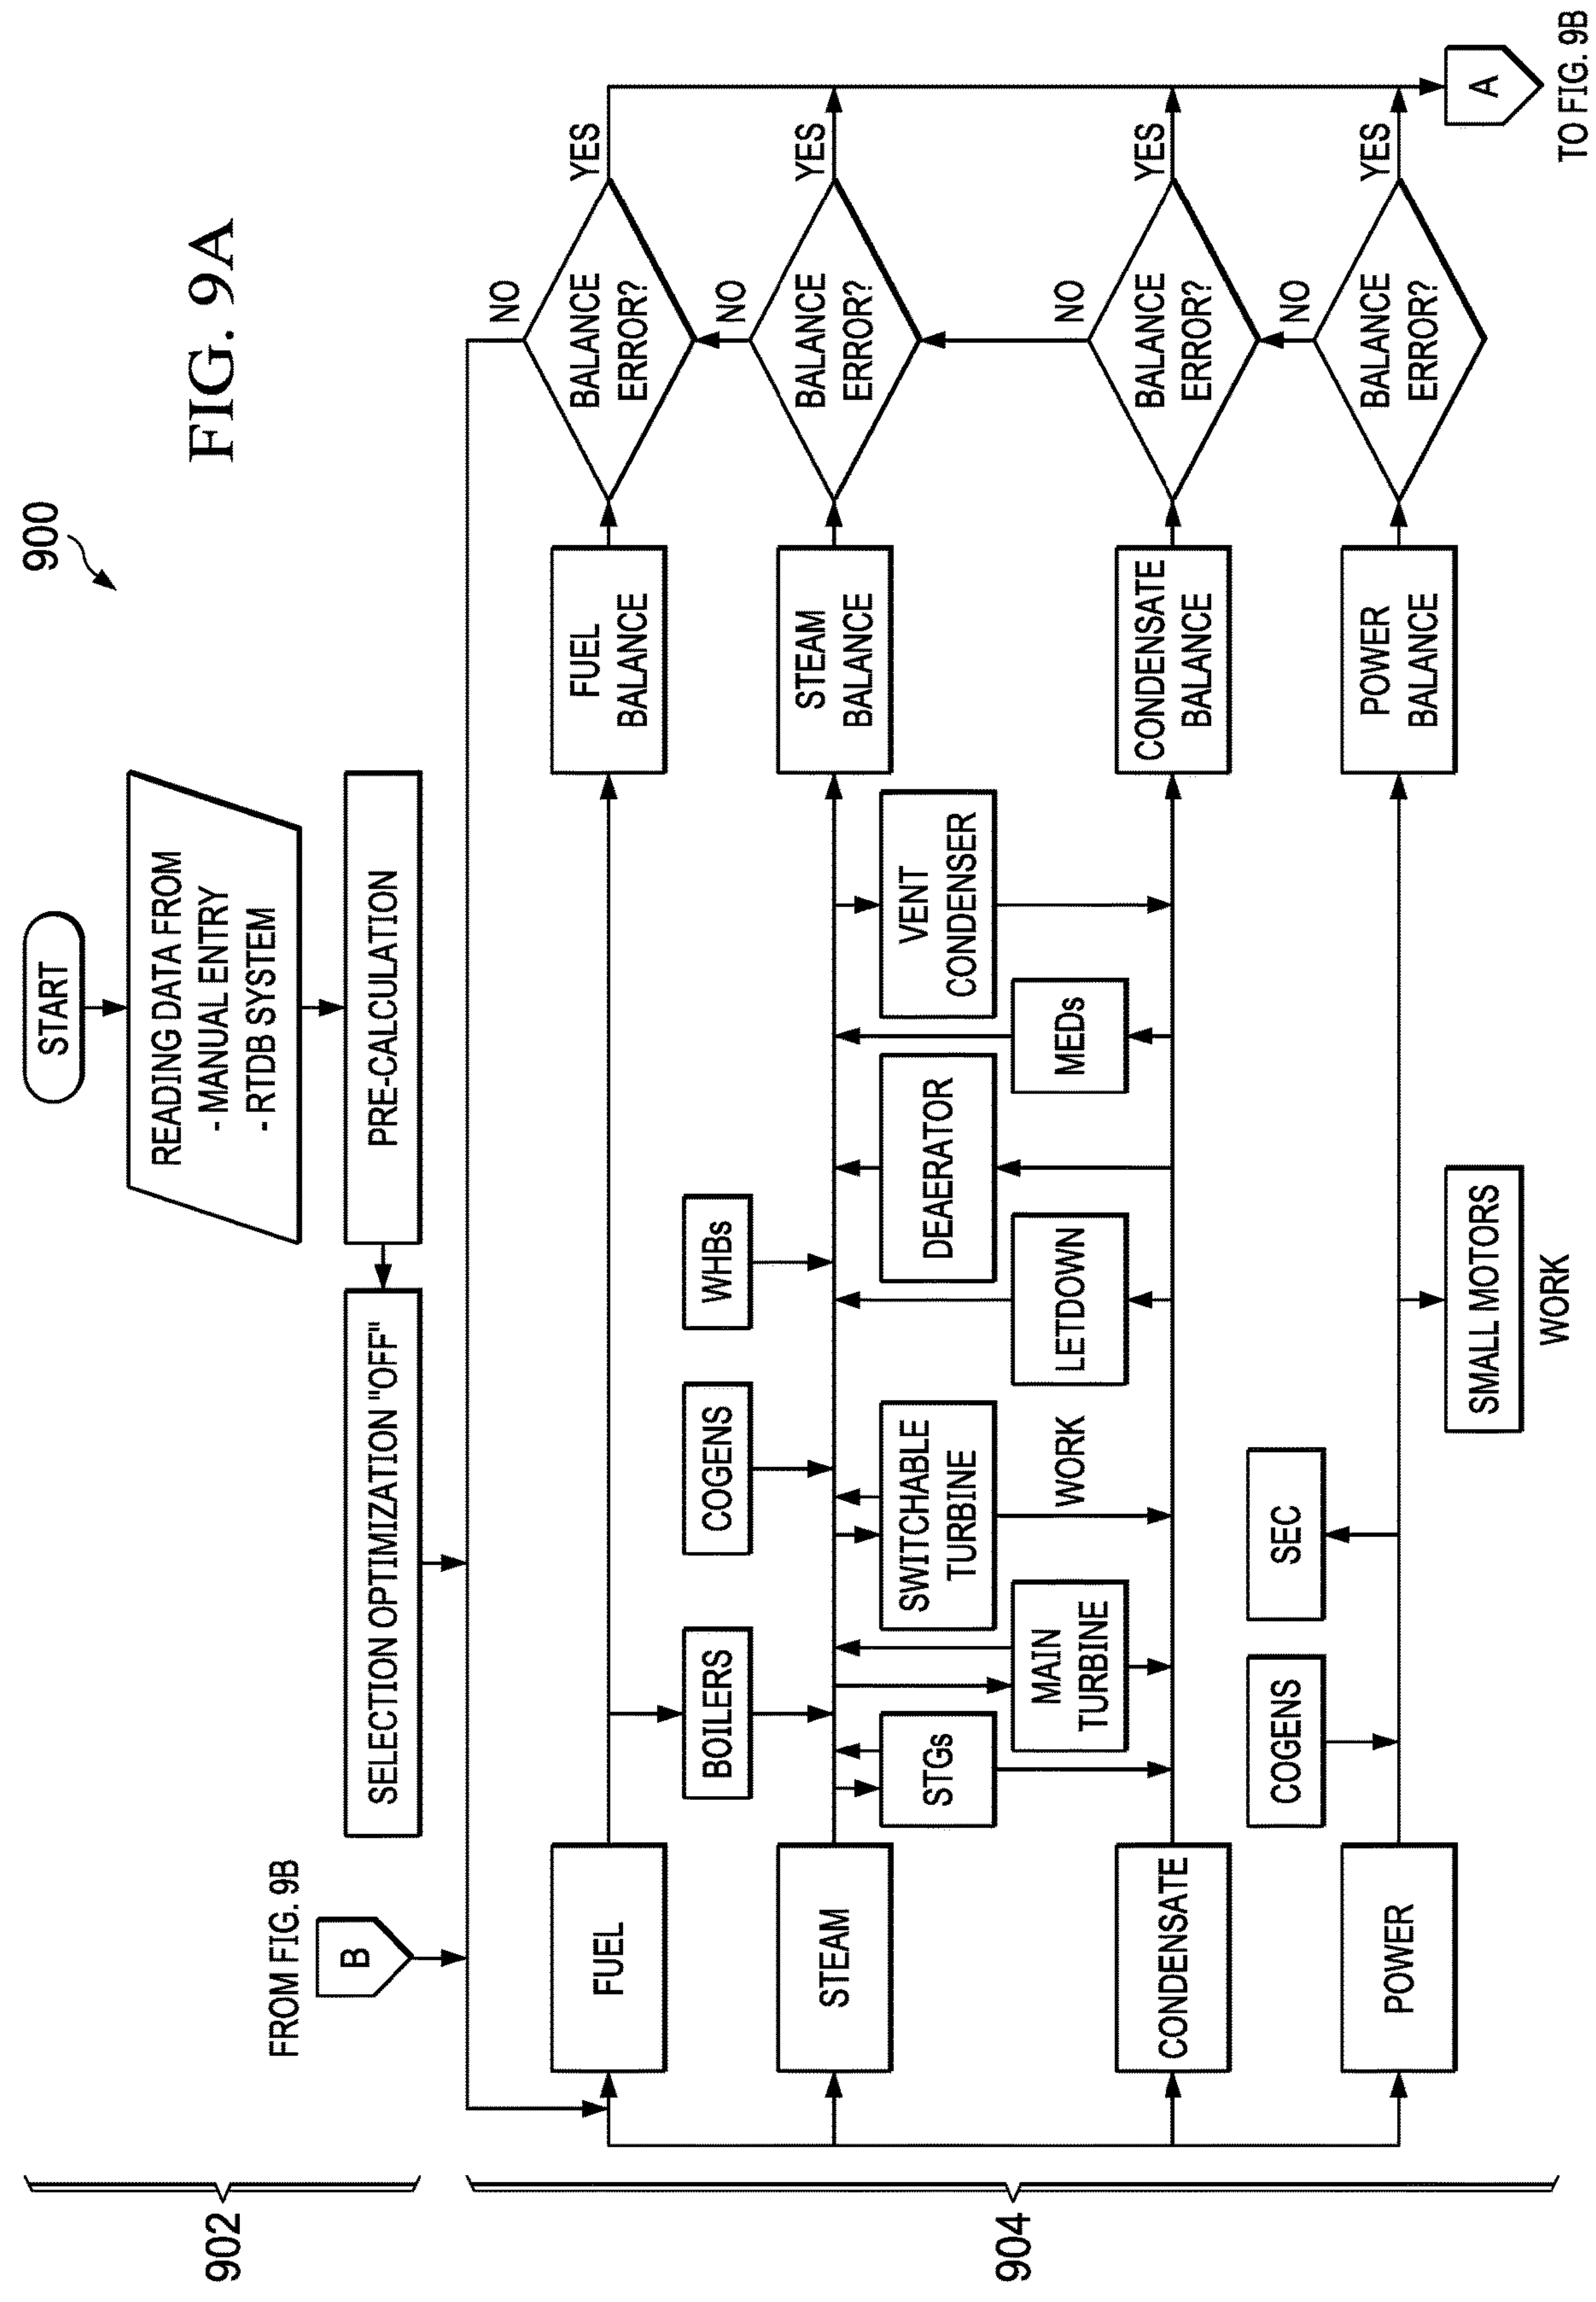 900
FIG. 9A
START
READING DATA FROM
- MANUAL ENTRY
- RTDB SYSTEM
PRE-CALCULATION
SELECTION OPTIMIZATION "OFF"
FROM FIG. 9B
B
902
904
FUEL
BOILERS
COGENS
WHBs
FUEL
BALANCE
BALANCE
ERROR?
NO
YES
STEAM
STGs
MAIN
TURBINE
SWITCHABLE
TURBINE
WORK
LETDOWN
DEAERATOR
MEDs
VENT
CONDENSER
STEAM
BALANCE
BALANCE
ERROR?
NO
YES
CONDENSATE
CONDENSATE
BALANCE
BALANCE
ERROR?
NO
YES
COGENS
SEC
POWER
SMALL MOTORS
WORK
POWER
BALANCE
BALANCE
ERROR?
NO
YES
A
TO FIG. 9B